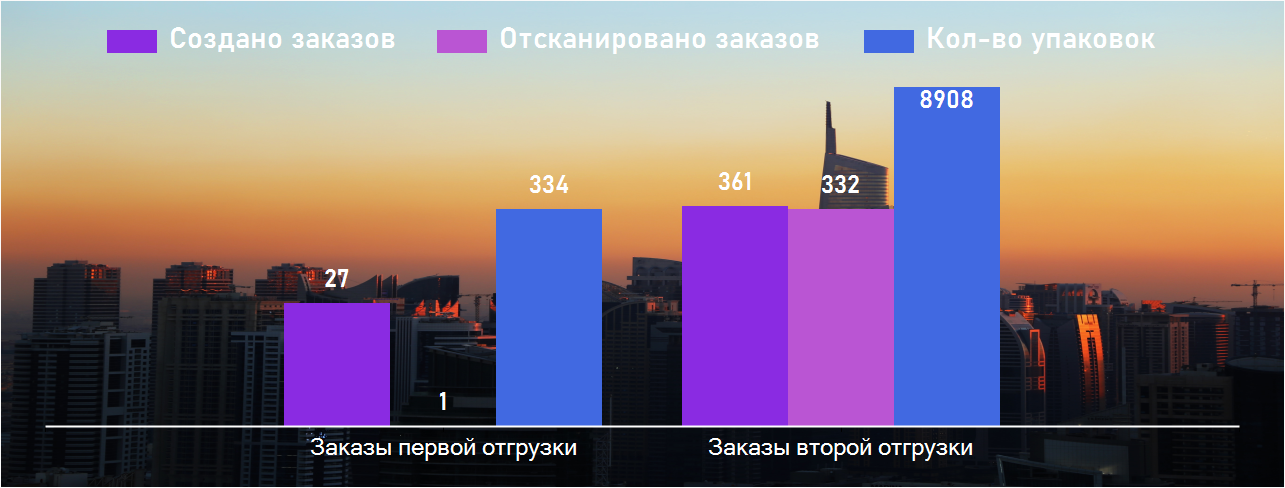 Создано заказов Отсканировано заказов Кол-во упаковок
8908
334 361 332
27
1
Заказы первой отгрузки Заказы второй отгрузки